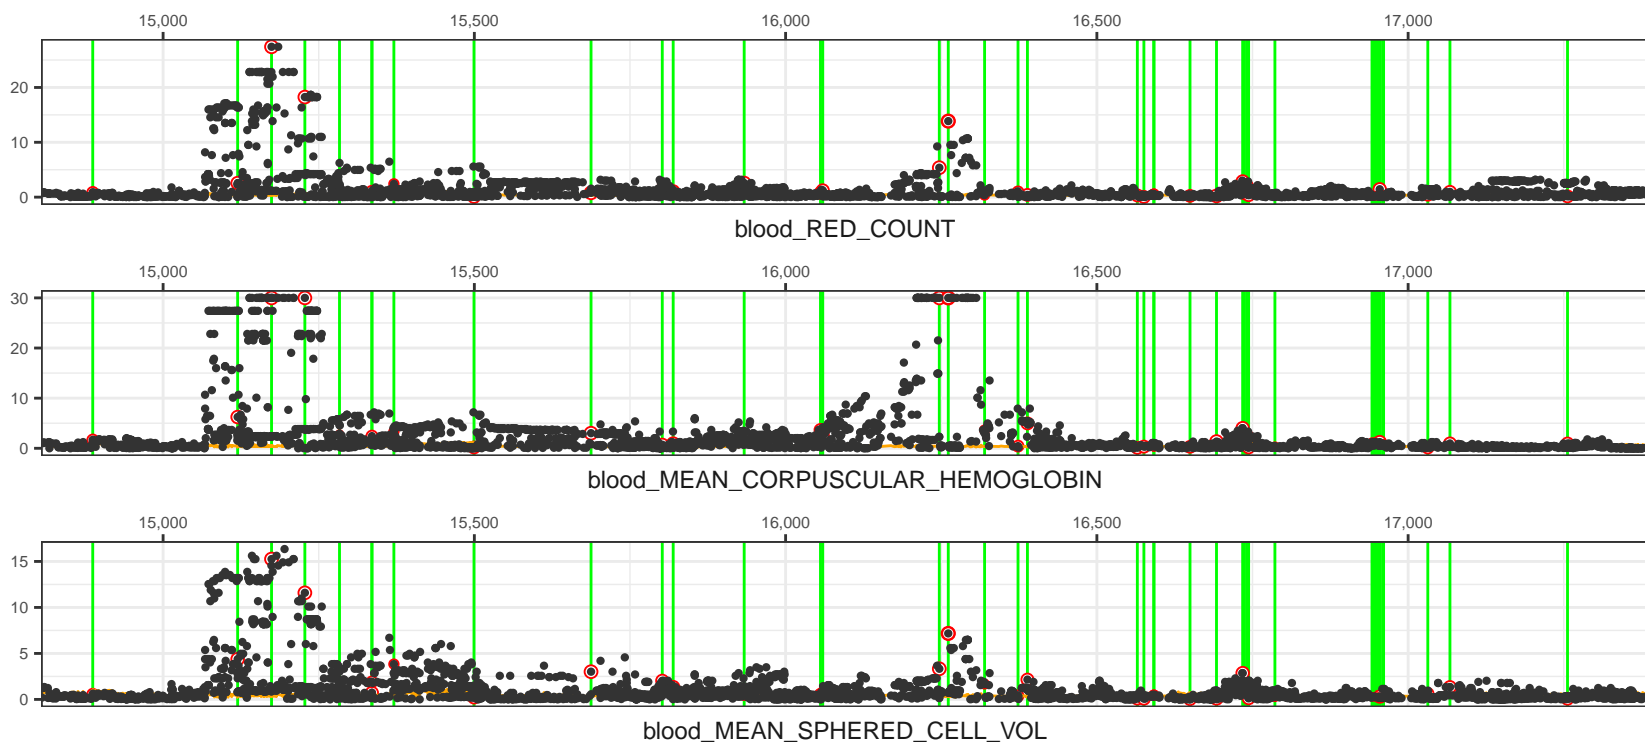 15,000 15,500 16,000 16,500 17,000
20
10
0
blood_RED_COUNT
15,000 15,500 16,000 16,500 17,000
30
20
10
0
blood_MEAN_CORPUSCULAR_HEMOGLOBIN
15,000 15,500 16,000 16,500 17,000
15
10
5
0
blood_MEAN_SPHERED_CELL_VOL